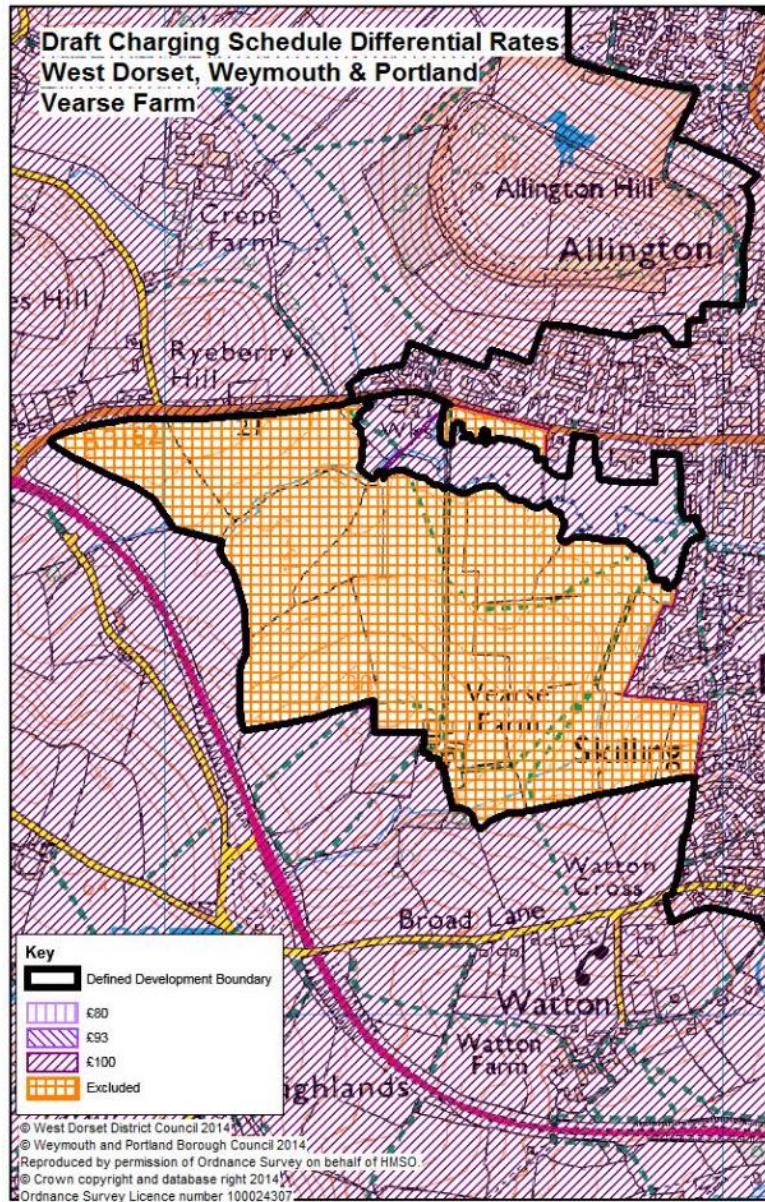 Draft Charging Schedule Differential Rates
West Dorset, Weymouth & Portland
Vearse Farm
Allington Hill
Allington
Crepe
Farm
es Hill
Ryeberry
Hill
Vearse
Farm
Skilling
Watton
Cross
Broad Lane
Watton
Watton
Farm
ighlands
Key
Defined Development Boundary
£80
£93
£100
Excluded
© West Dorset District Council 2014
© Weymouth and Portland Borough Council 2014
Reproduced by permission of Ordnance Survey on behalf of HMSO.
© Crown copyright and database right 2014
Ordnance Survey Licence number 100024307